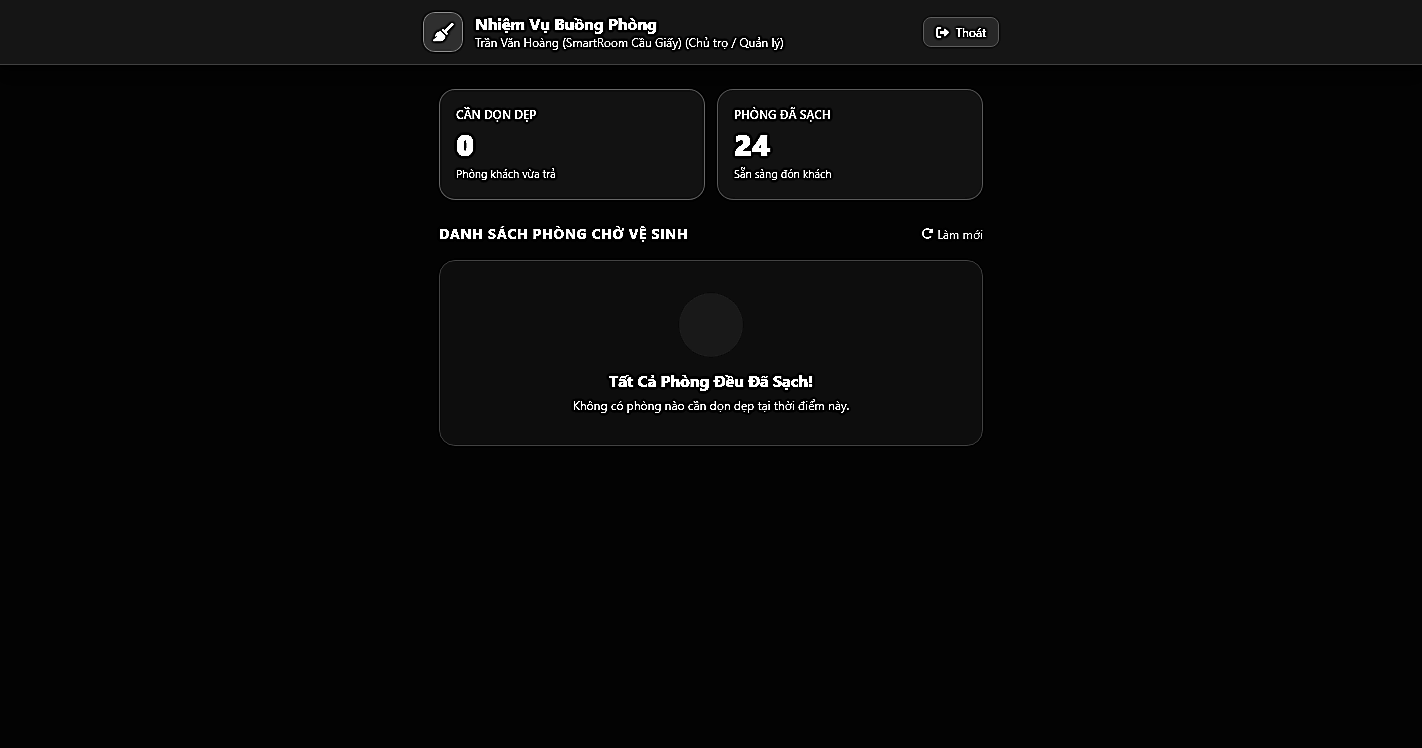 Nhiệm Vụ Buồng Phòng
Trần Văn Hoàng (SmartRoom Cầu Giấy) (Chủ trọ / Quản lý)
Thoát
CẦN DỌN DẸP
0
Phòng khách vừa trả
PHÒNG ĐÃ SẠCH
24
Sẵn sàng đón khách
DANH SÁCH PHÒNG CHỜ VỆ SINH
Làm mới
Tất Cả Phòng Đều Đã Sạch!
Không có phòng nào cần dọn dẹp tại thời điểm này.